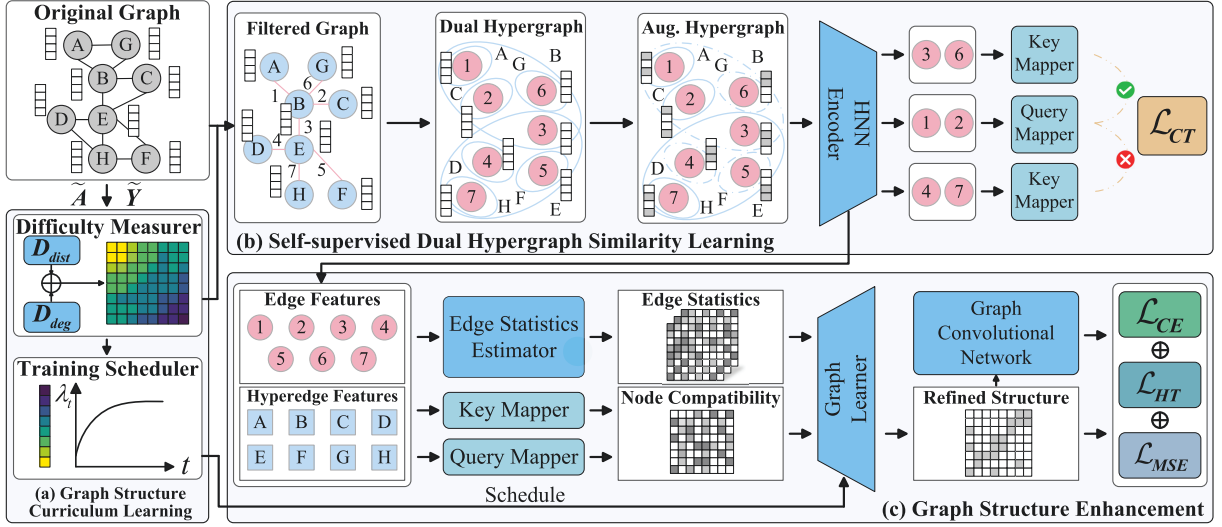 Original Graph
A
G
B
C
D
E
H
F
Ã Ỹ
Difficulty Measurer
D_dist
D_deg
Training Scheduler
λ_t
t
(a) Graph Structure
Curriculum Learning
Filtered Graph
A
G
6
1
B
2
C
3
D
4
E
7
5
H
F
Dual Hypergraph
1
A
G
B
C
2
6
3
D
4
5
7
H
F
E
Aug. Hypergraph
1
A
G
B
C
2
6
3
D
4
5
7
H
F
E
HNN
Encoder
3 6
Key
Mapper
1 2
Query
Mapper
4 7
Key
Mapper
ℒ_CT
(b) Self-supervised Dual Hypergraph Similarity Learning
Edge Features
1 2 3 4
5 6 7
Hyperedge Features
A B C D
E F G H
Edge Statistics
Estimator
Key Mapper
Query Mapper
Schedule
Edge Statistics
Node Compatibility
Graph
Learner
Graph
Convolutional
Network
Refined Structure
ℒ_CE
ℒ_HT
ℒ_MSE
(c) Graph Structure Enhancement